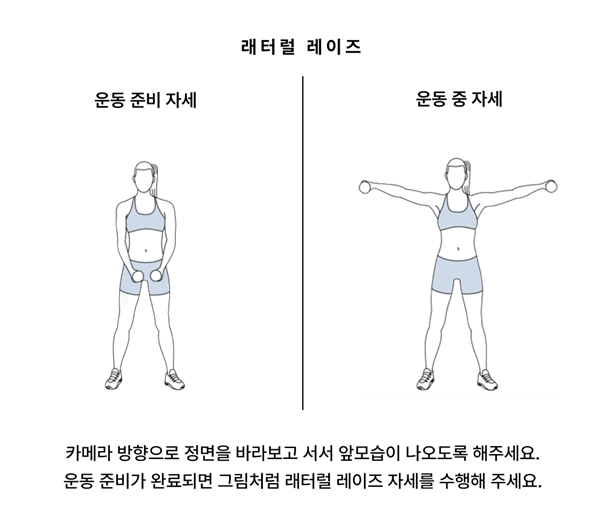 래터럴 레이즈
운동 준비 자세
운동 중 자세
카메라 방향으로 정면을 바라보고 서서 앞모습이 나오도록 해주세요.
운동 준비가 완료되면 그림처럼 래터럴 레이즈 자세를 수행해 주세요.